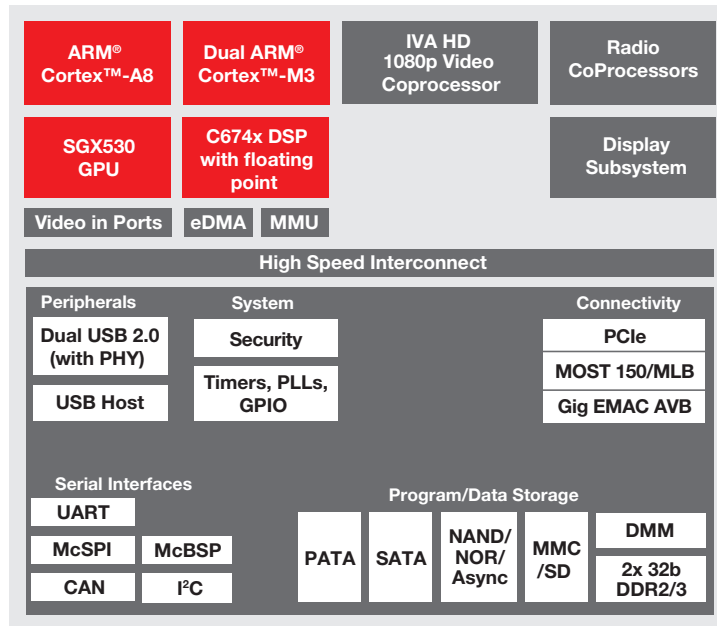 ARM®
Cortex™-A8
Dual ARM®
Cortex™-M3
IVA HD
1080p Video
Coprocessor
Radio
CoProcessors
SGX530
GPU
C674x DSP
with floating
point
Display
Subsystem
Video in Ports
eDMA
MMU
High Speed Interconnect
Peripherals
Dual USB 2.0
(with PHY)
USB Host
System
Security
Timers, PLLs,
GPIO
Connectivity
PCIe
MOST 150/MLB
Gig EMAC AVB
Serial Interfaces
UART
McSPI
McBSP
CAN
I²C
Program/Data Storage
PATA
SATA
NAND/
NOR/
Async
MMC
/SD
DMM
2x 32b
DDR2/3